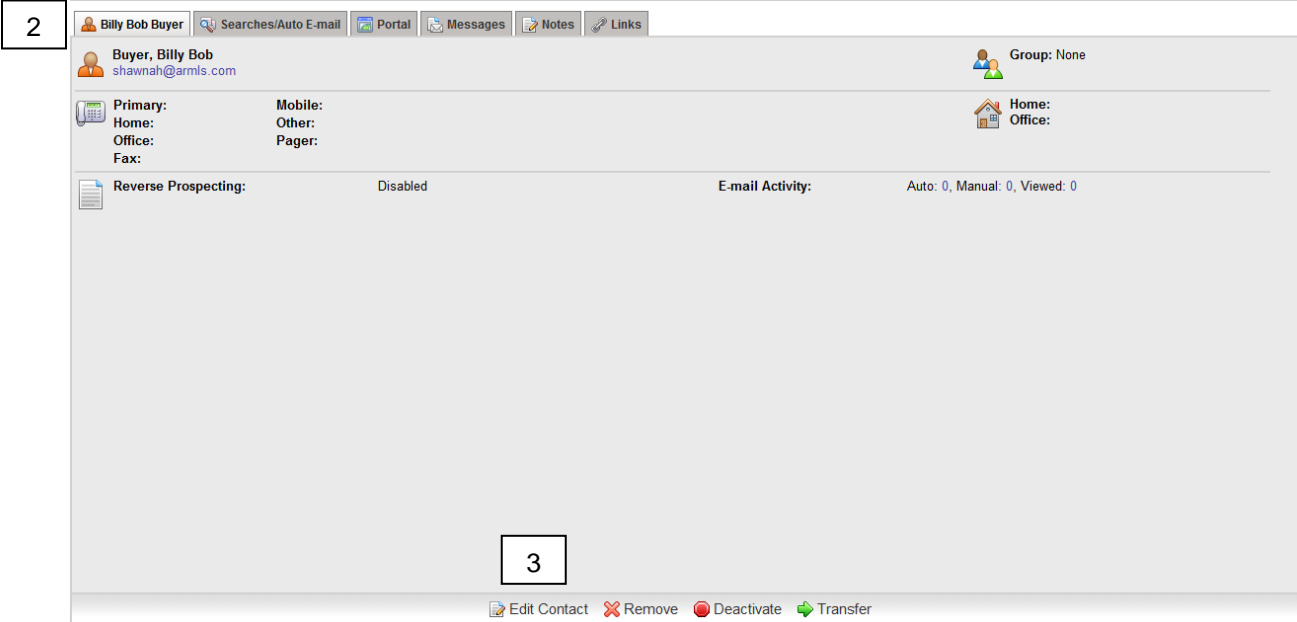 2
Billy Bob Buyer Searches/Auto E-mail Portal Messages Notes Links
Buyer, Billy Bob
shawnah@armls.com
Group: None
Primary: Mobile:
Home: Other:
Office: Pager:
Fax:
Home:
Office:
Reverse Prospecting: Disabled E-mail Activity: Auto: 0, Manual: 0, Viewed: 0
3
Edit Contact Remove Deactivate Transfer